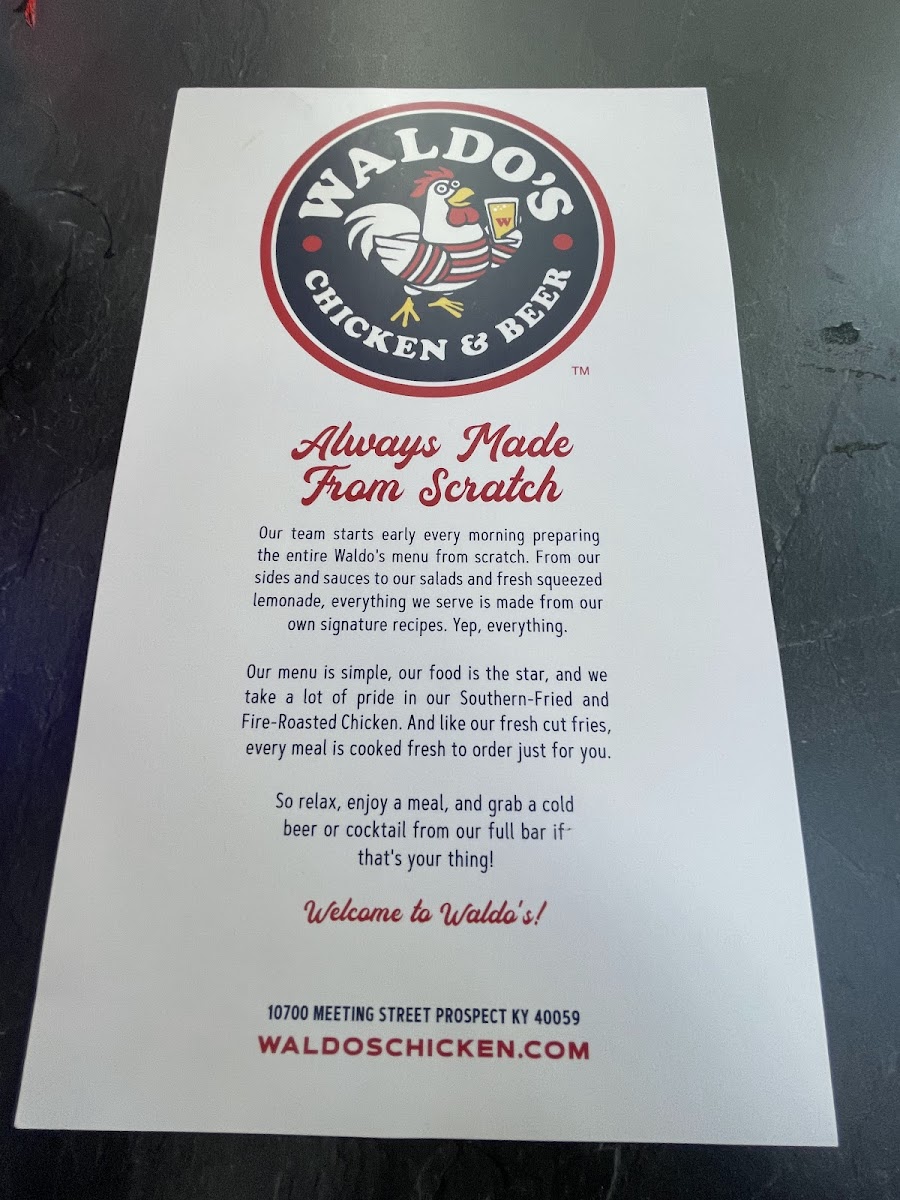 WALDO'S
W
CHICKEN & BEER
TM
Always Made
From Scratch
Our team starts early every morning preparing
the entire Waldo's menu from scratch. From our
sides and sauces to our salads and fresh squeezed
lemonade, everything we serve is made from our
own signature recipes. Yep, everything.
Our menu is simple, our food is the star, and we
take a lot of pride in our Southern-Fried and
Fire-Roasted Chicken. And like our fresh cut fries,
every meal is cooked fresh to order just for you.
So relax, enjoy a meal, and grab a cold
beer or cocktail from our full bar if
that's your thing!
Welcome to Waldo's!
10700 MEETING STREET PROSPECT KY 40059
WALDOSCHICKEN.COM